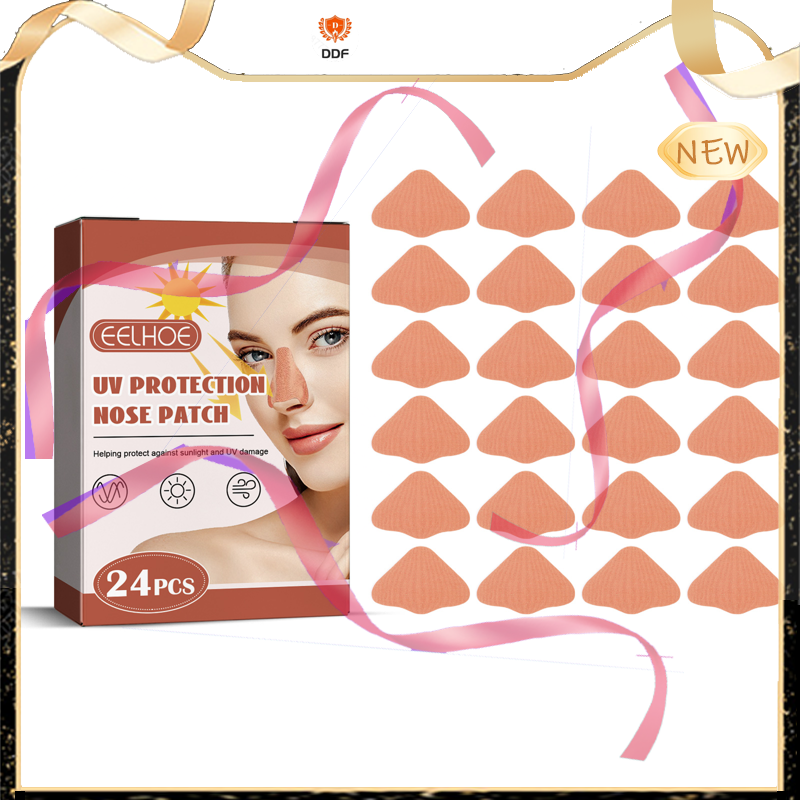 DDF
NEW
EELHOE
UV PROTECTION
NOSE PATCH
Helping protect against sunlight and UV damage
24PCS